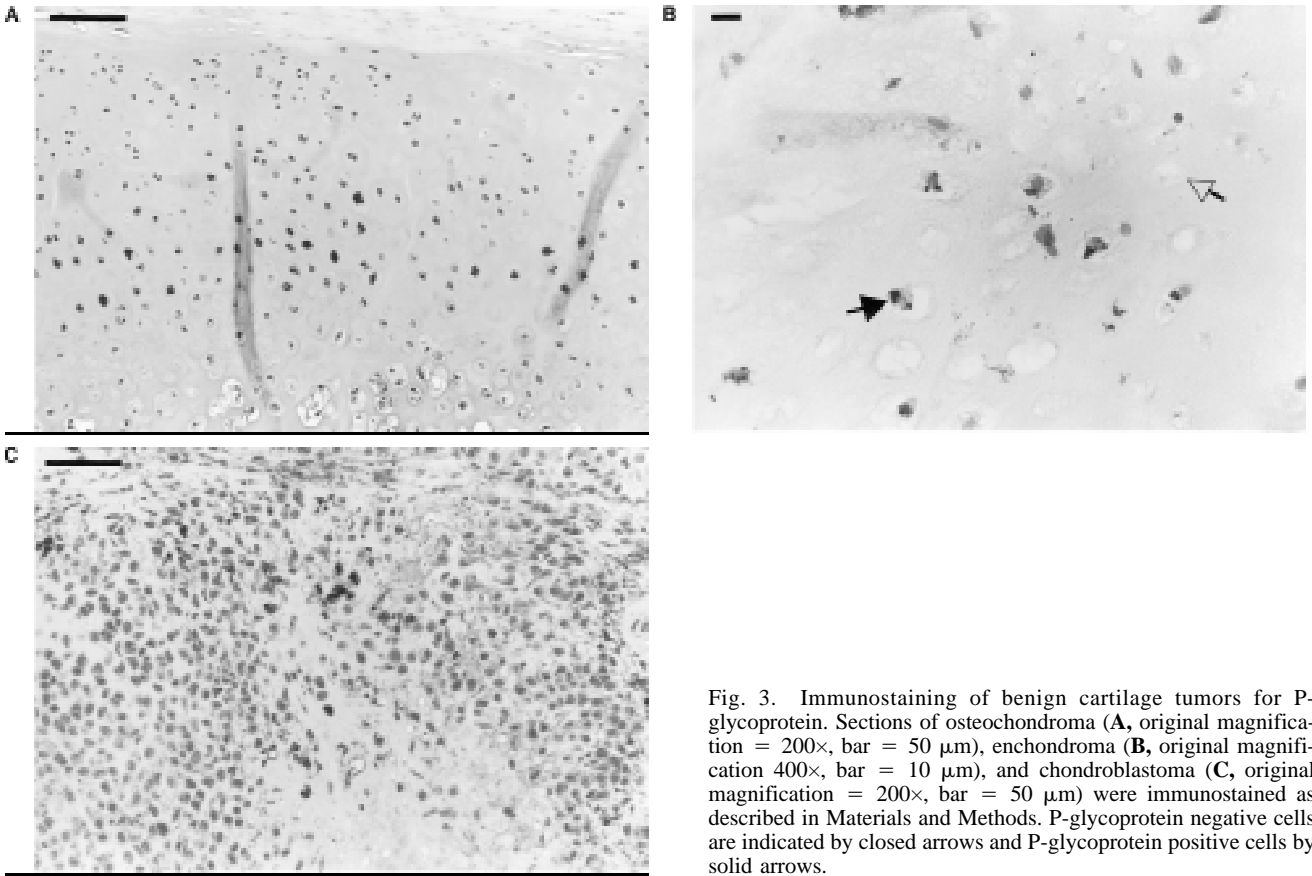 A
B
C
Fig. 3. Immunostaining of benign cartilage tumors for P-
glycoprotein. Sections of osteochondroma (A, original magnifica-
tion = 200×, bar = 50 μm), enchondroma (B, original magnifi-
cation 400×, bar = 10 μm), and chondroblastoma (C, original
magnification = 200×, bar = 50 μm) were immunostained as
described in Materials and Methods. P-glycoprotein negative cells
are indicated by closed arrows and P-glycoprotein positive cells by
solid arrows.